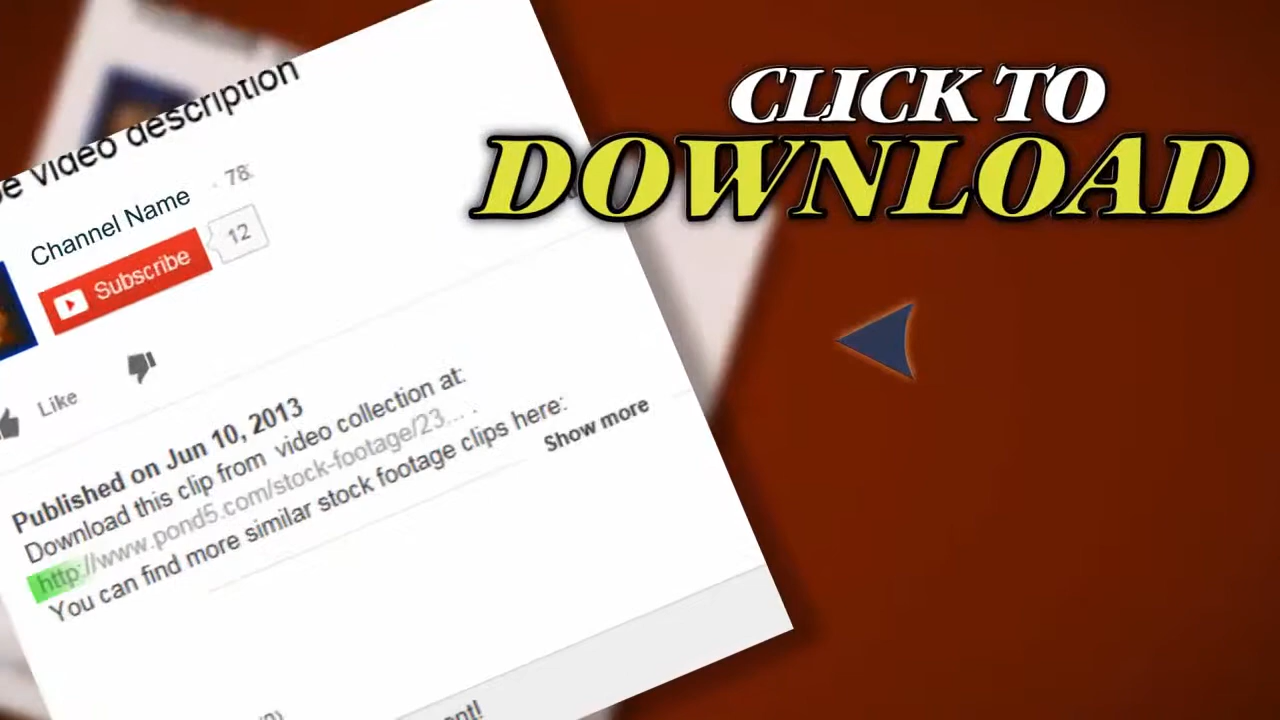 CLICK TO
DOWNLOAD
video description
Channel Name
78
Subscribe
12
Like
Published on Jun 10, 2013
Download this clip from video collection at:
http://www.pond5.com/stock-footage/23...
You can find more similar stock footage clips here:
Show more